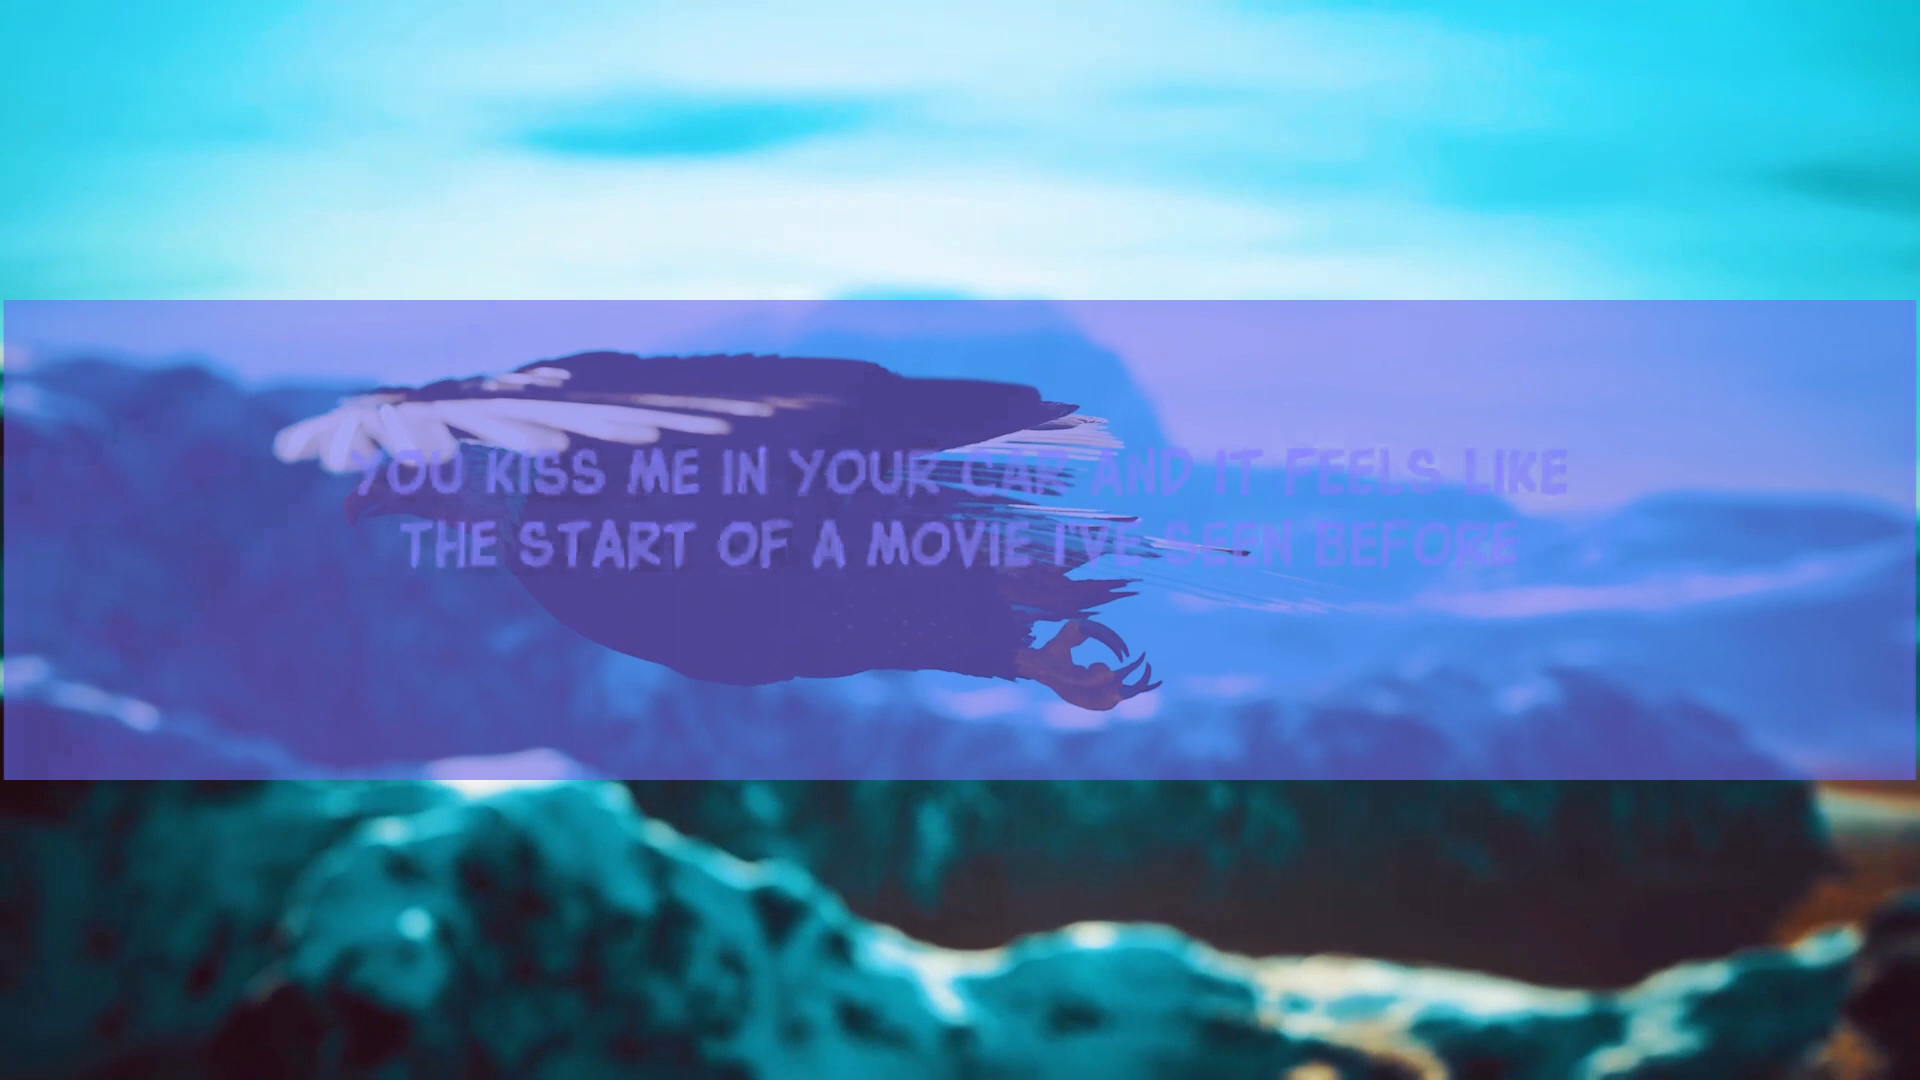 YOU KISS ME IN YOUR CAR AND IT FEELS LIKE
THE START OF A MOVIE I'VE SEEN BEFORE